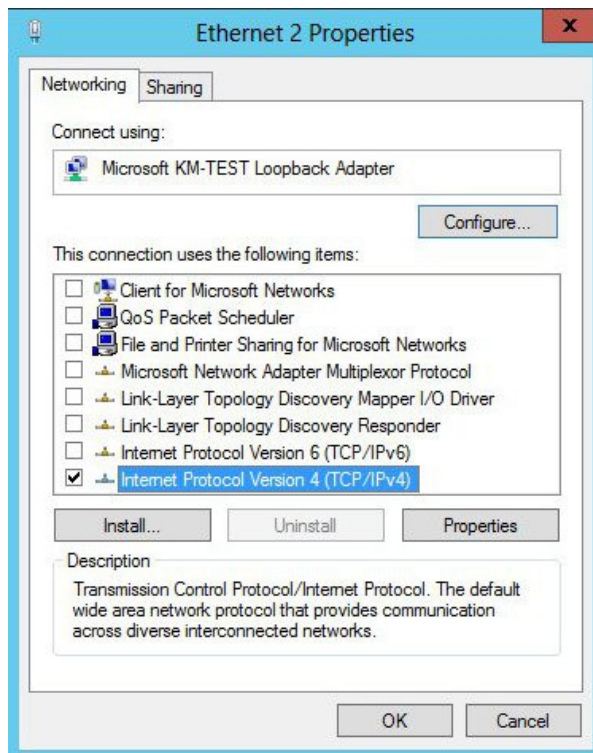 Ethernet 2 Properties
x
Networking
Sharing
Connect using:
Microsoft KM-TEST Loopback Adapter
Configure...
This connection uses the following items:
Client for Microsoft Networks
QoS Packet Scheduler
File and Printer Sharing for Microsoft Networks
Microsoft Network Adapter Multiplexor Protocol
Link-Layer Topology Discovery Mapper I/O Driver
Link-Layer Topology Discovery Responder
Internet Protocol Version 6 (TCP/IPv6)
Internet Protocol Version 4 (TCP/IPv4)
Install...
Uninstall
Properties
Description
Transmission Control Protocol/Internet Protocol. The default
wide area network protocol that provides communication
across diverse interconnected networks.
OK
Cancel